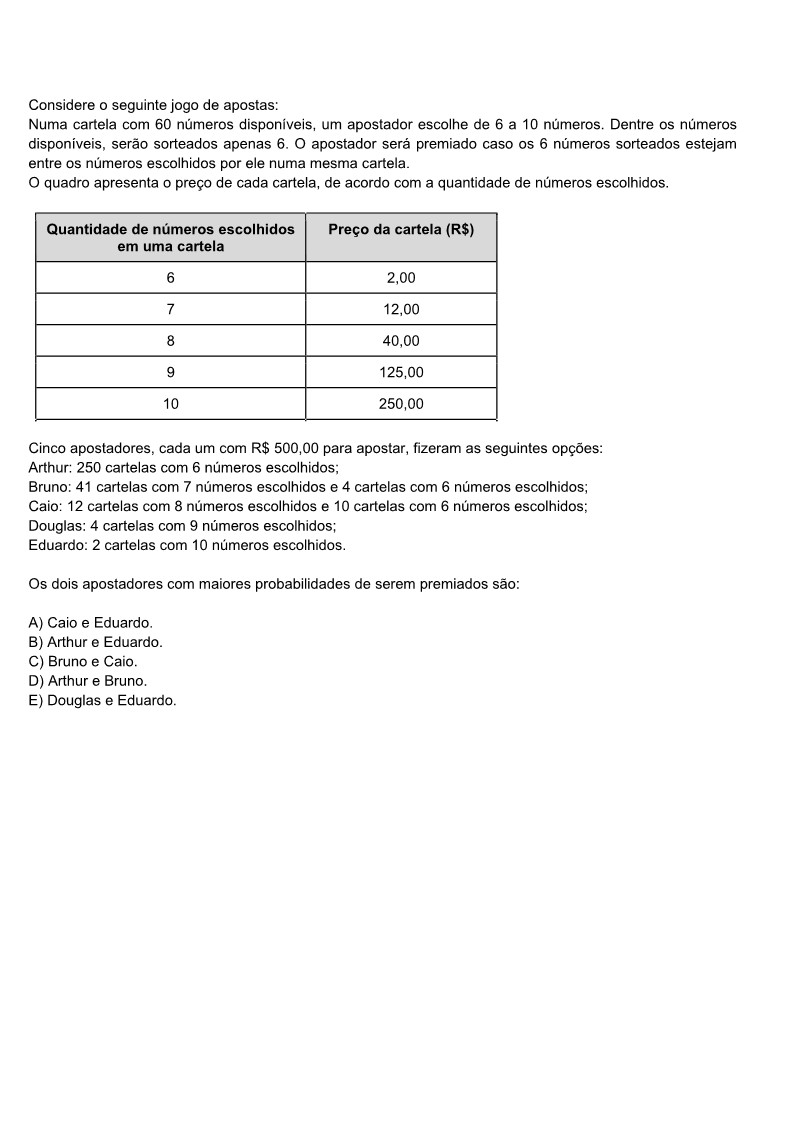 Considere o seguinte jogo de apostas:
Numa cartela com 60 números disponíveis, um apostador escolhe de 6 a 10 números. Dentre os números
disponíveis, serão sorteados apenas 6. O apostador será premiado caso os 6 números sorteados estejam
entre os números escolhidos por ele numa mesma cartela.
O quadro apresenta o preço de cada cartela, de acordo com a quantidade de números escolhidos.
Quantidade de números escolhidos
em uma cartela
Preço da cartela (R$)
6 2,00
7 12,00
8 40,00
9 125,00
10 250,00
Cinco apostadores, cada um com R$ 500,00 para apostar, fizeram as seguintes opções:
Arthur: 250 cartelas com 6 números escolhidos;
Bruno: 41 cartelas com 7 números escolhidos e 4 cartelas com 6 números escolhidos;
Caio: 12 cartelas com 8 números escolhidos e 10 cartelas com 6 números escolhidos;
Douglas: 4 cartelas com 9 números escolhidos;
Eduardo: 2 cartelas com 10 números escolhidos.
Os dois apostadores com maiores probabilidades de serem premiados são:
A) Caio e Eduardo.
B) Arthur e Eduardo.
C) Bruno e Caio.
D) Arthur e Bruno.
E) Douglas e Eduardo.